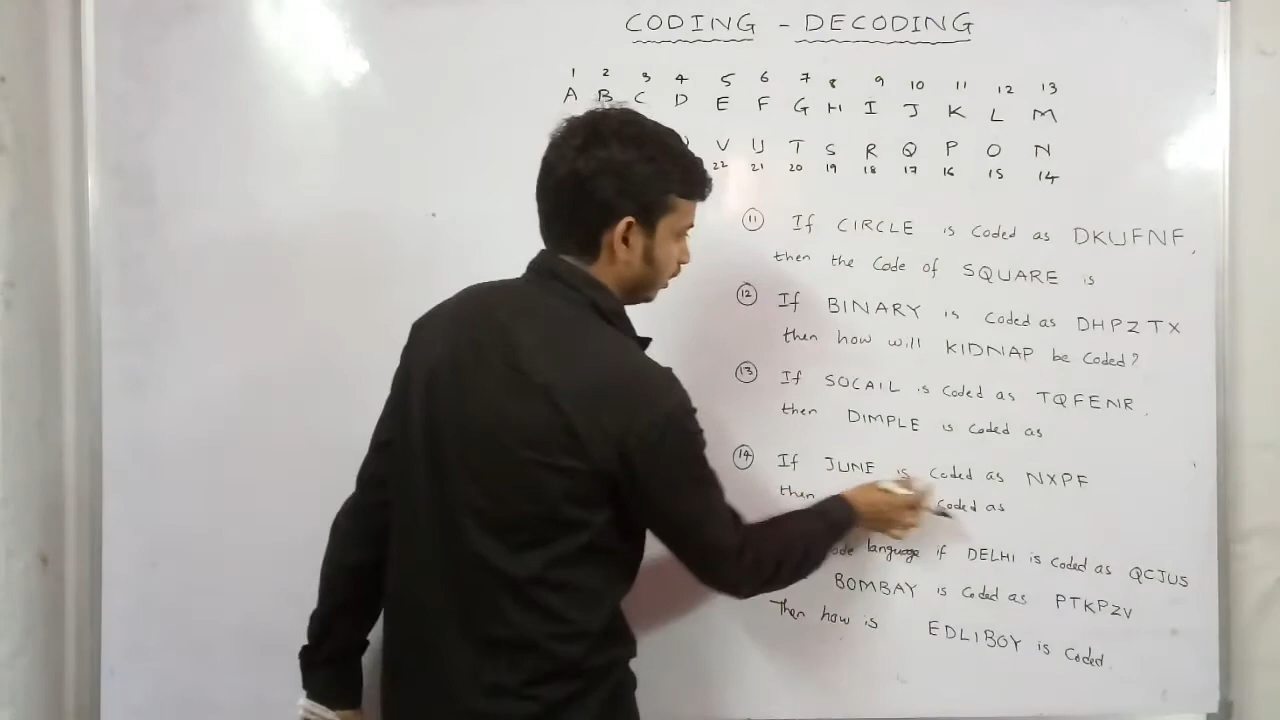 CODING - DECODING
1 2 3 4 5 6 7 8 9 10 11 12 13
A B C D E F G H I J K L M
V U T S R Q P O N
22 21 20 19 18 17 16 15 14
11 If CIRCLE is coded as DKUFNF,
then the code of SQUARE is
12 If BINARY is coded as DHPZTX
then how will KIDNAP be coded?
13 If SOCAIL is coded as TQFENR.
then DIMPLE is coded as
14 If JUNE is coded as NXPF
then coded as
language if DELHI is coded as QCJUS
BOMBAY is coded as PTKPZV
Then how is EDLIBOY is coded.